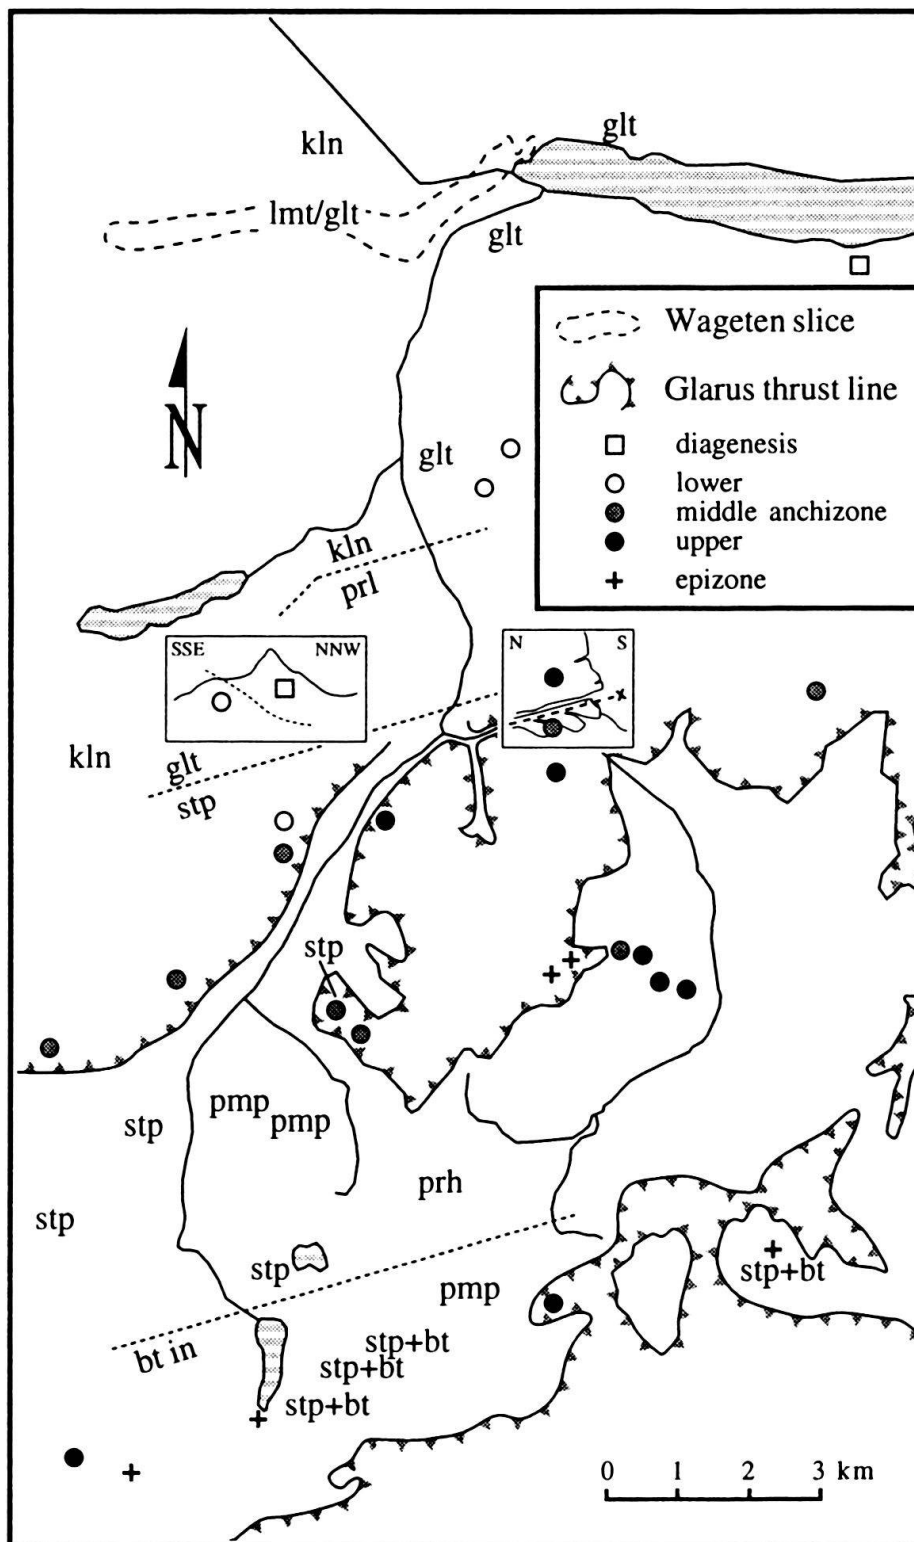 glt
kln
lmt/glt
glt
Wageten slice
N
Glarus thrust line
glt
diagenesis
lower
middle anchizone
upper
epizone
kln
prl
SSE NNW
N S
x
kln
glt
stp
stp
pmp
stp
pmp
prh
stp
stp
stp+bt
pmp
bt in
stp+bt
stp+bt
stp+bt
0 1 2 3 km